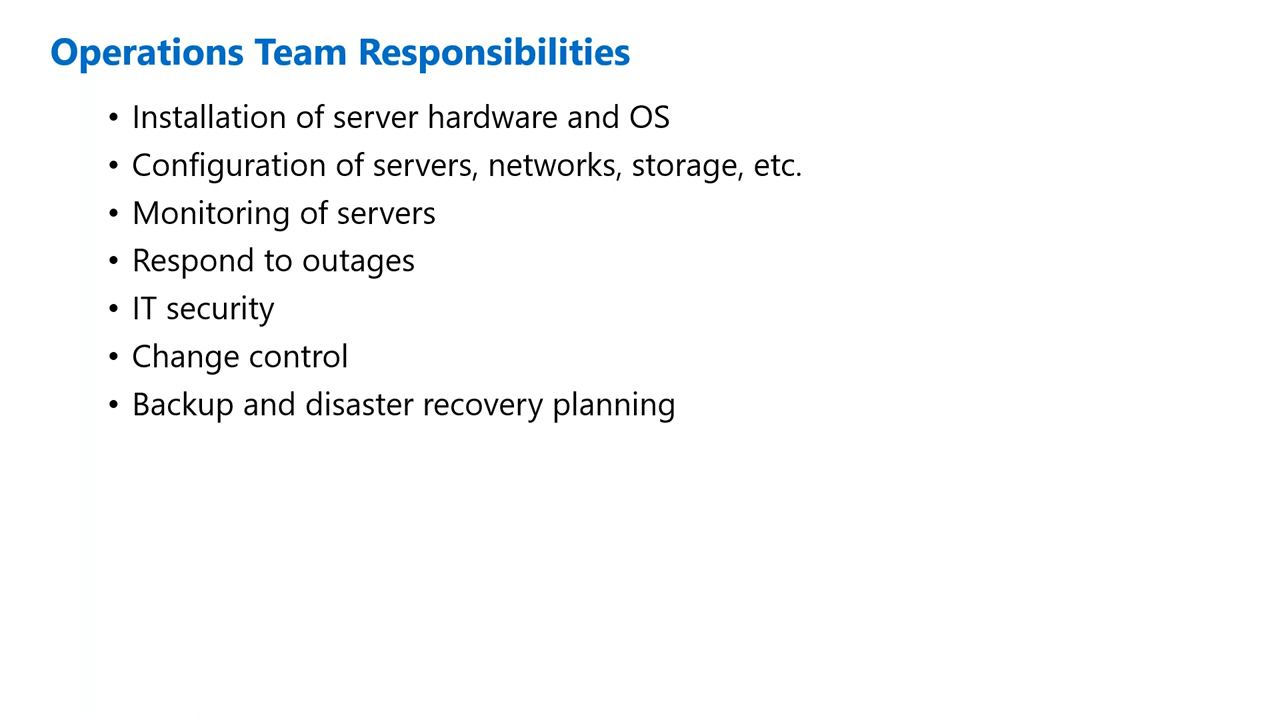 Operations Team Responsibilities
• Installation of server hardware and OS
• Configuration of servers, networks, storage, etc.
• Monitoring of servers
• Respond to outages
• IT security
• Change control
• Backup and disaster recovery planning